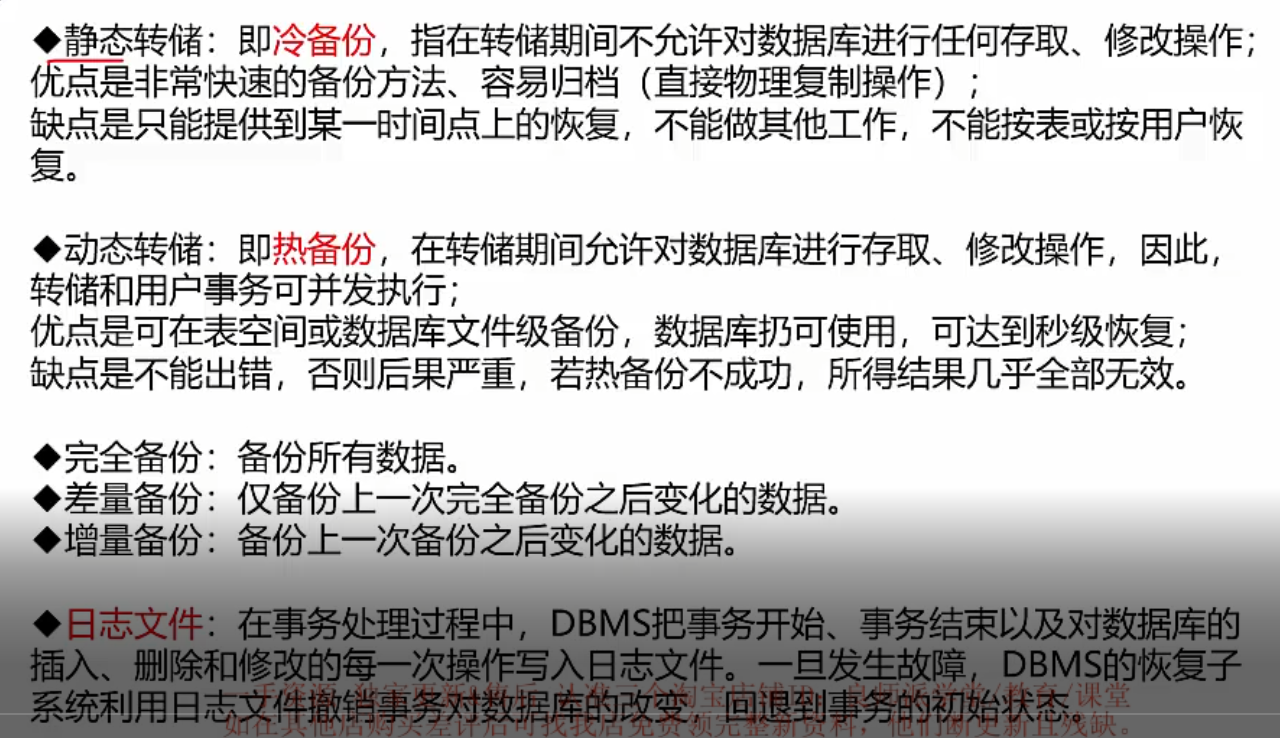 ◆静态转储：即冷备份，指在转储期间不允许对数据库进行任何存取、修改操作；
优点是非常快速的备份方法、容易归档（直接物理复制操作）；
缺点是只能提供到某一时间点上的恢复，不能做其他工作，不能按表或按用户恢
复。
◆动态转储：即热备份，在转储期间允许对数据库进行存取、修改操作，因此，
转储和用户事务可并发执行；
优点是可在表空间或数据库文件级备份，数据库扔可使用，可达到秒级恢复；
缺点是不能出错，否则后果严重，若热备份不成功，所得结果几乎全部无效。
◆完全备份：备份所有数据。
◆差量备份：仅备份上一次完全备份之后变化的数据。
◆增量备份：备份上一次备份之后变化的数据。
◆日志文件：在事务处理过程中，DBMS把事务开始、事务结束以及对数据库的
插入、删除和修改的每一次操作写入日志文件。一旦发生故障，DBMS的恢复子
系统利用日志文件撤销事务对数据库的改变，回退到事务的初始状态。
如在其他店购买差评后可找我店免费领完整新资料，他们断更新且残缺。